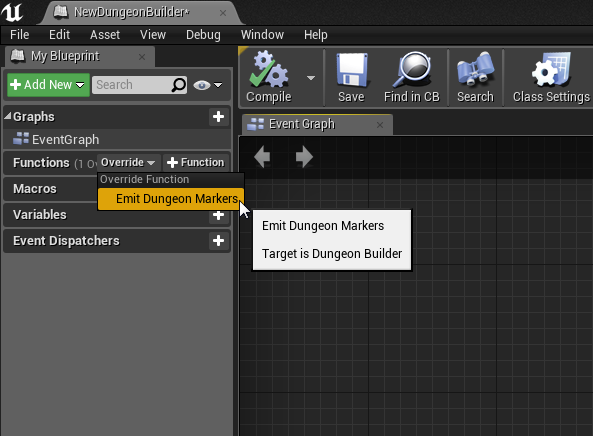 NewDungeonBuilder*
File Edit Asset View Debug Window Help
My Blueprint
Add New Search
Compile Save Find in CB Search Class Settings
Graphs
EventGraph
Event Graph
Functions (1 O Override + Function
Override Function
Macros
Emit Dungeon Markers
Variables
Emit Dungeon Markers
Event Dispatchers
Target is Dungeon Builder